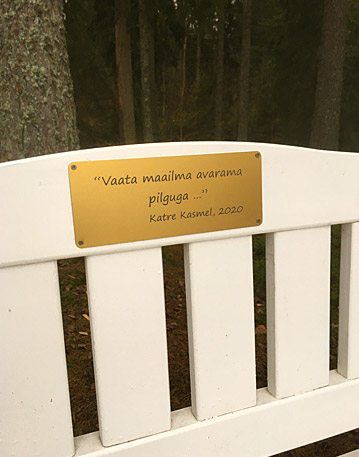 “Vaata maailma avarama
pilguga ...”
Katre Kasmel, 2020